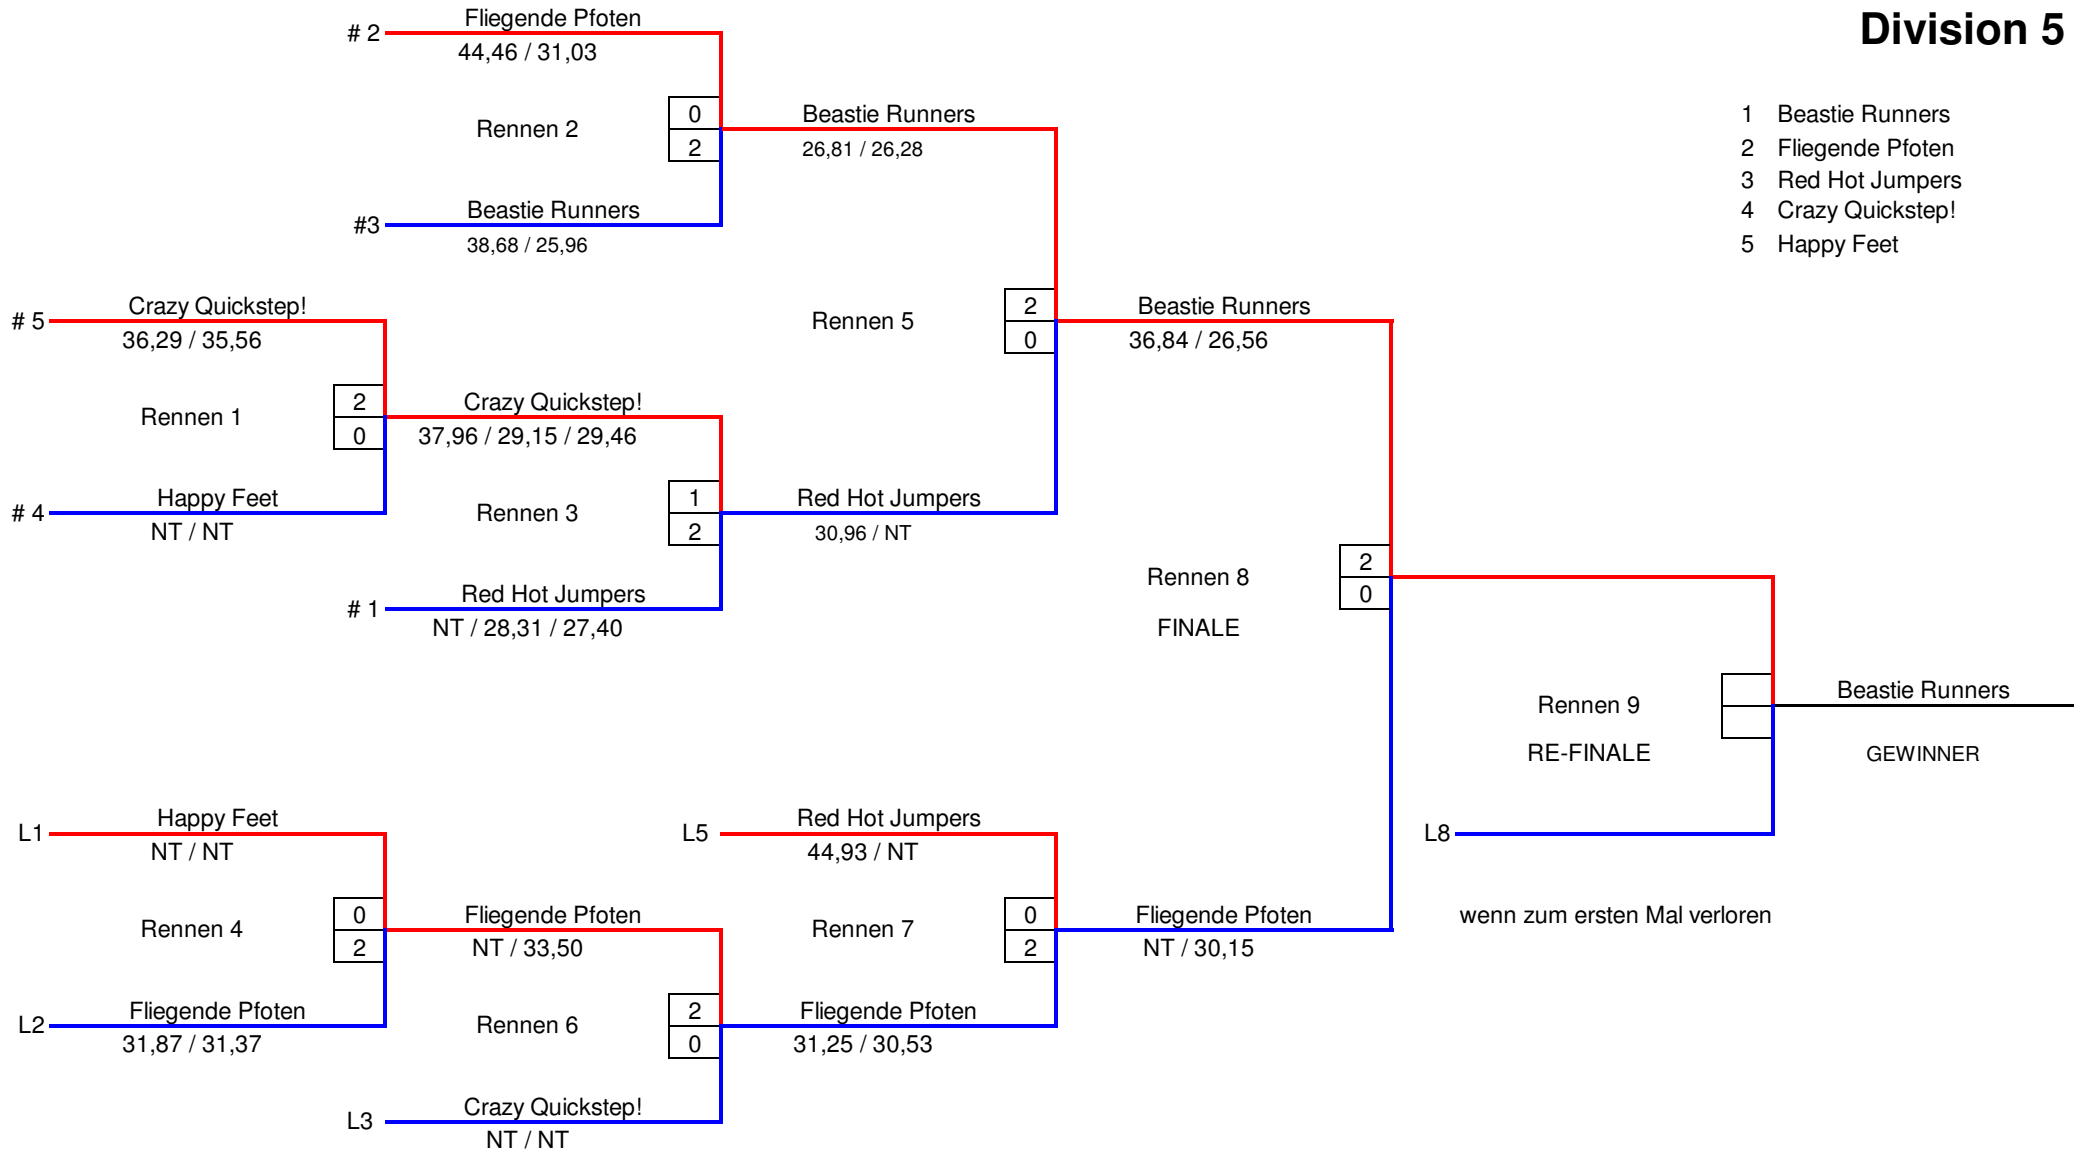 Division 5
1 Beastie Runners
2 Fliegende Pfoten
3 Red Hot Jumpers
4 Crazy Quickstep!
5 Happy Feet
# 2
Fliegende Pfoten
44,46 / 31,03
Rennen 2
0
2
#3
Beastie Runners
38,68 / 25,96
Beastie Runners
26,81 / 26,28
# 5
Crazy Quickstep!
36,29 / 35,56
Rennen 1
2
0
# 4
Happy Feet
NT / NT
Crazy Quickstep!
37,96 / 29,15 / 29,46
Rennen 3
1
2
# 1
Red Hot Jumpers
NT / 28,31 / 27,40
Rennen 5
2
0
Red Hot Jumpers
30,96 / NT
Beastie Runners
36,84 / 26,56
Rennen 8
FINALE
2
0
Rennen 9
RE-FINALE
Beastie Runners
GEWINNER
L8
wenn zum ersten Mal verloren
L1
Happy Feet
NT / NT
Rennen 4
0
2
L2
Fliegende Pfoten
31,87 / 31,37
Fliegende Pfoten
NT / 33,50
Rennen 6
2
0
L3
Crazy Quickstep!
NT / NT
L5
Red Hot Jumpers
44,93 / NT
Rennen 7
0
2
Fliegende Pfoten
31,25 / 30,53
Fliegende Pfoten
NT / 30,15